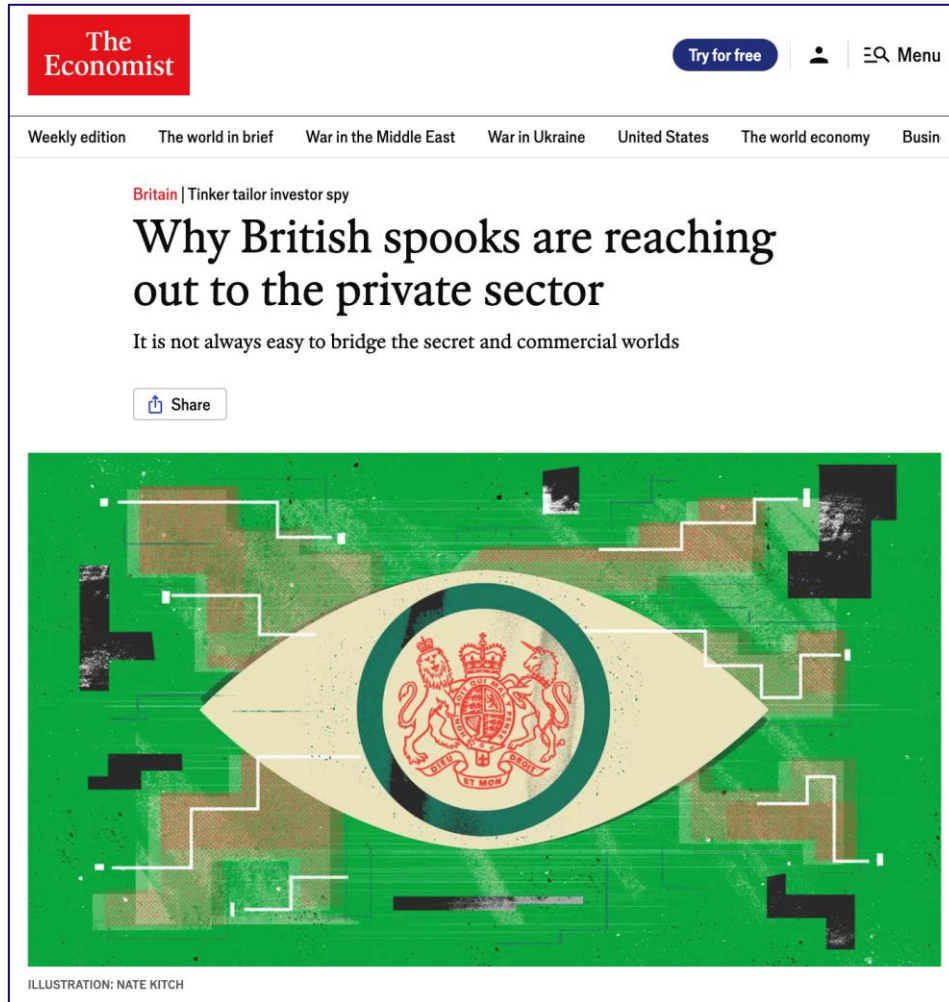 The
Economist
Try for free
Menu
Weekly edition The world in brief War in the Middle East War in Ukraine United States The world economy Busin
Britain | Tinker tailor investor spy
Why British spooks are reaching
out to the private sector
It is not always easy to bridge the secret and commercial worlds
Share
DIEU ET MON DROIT
ILLUSTRATION: NATE KITCH